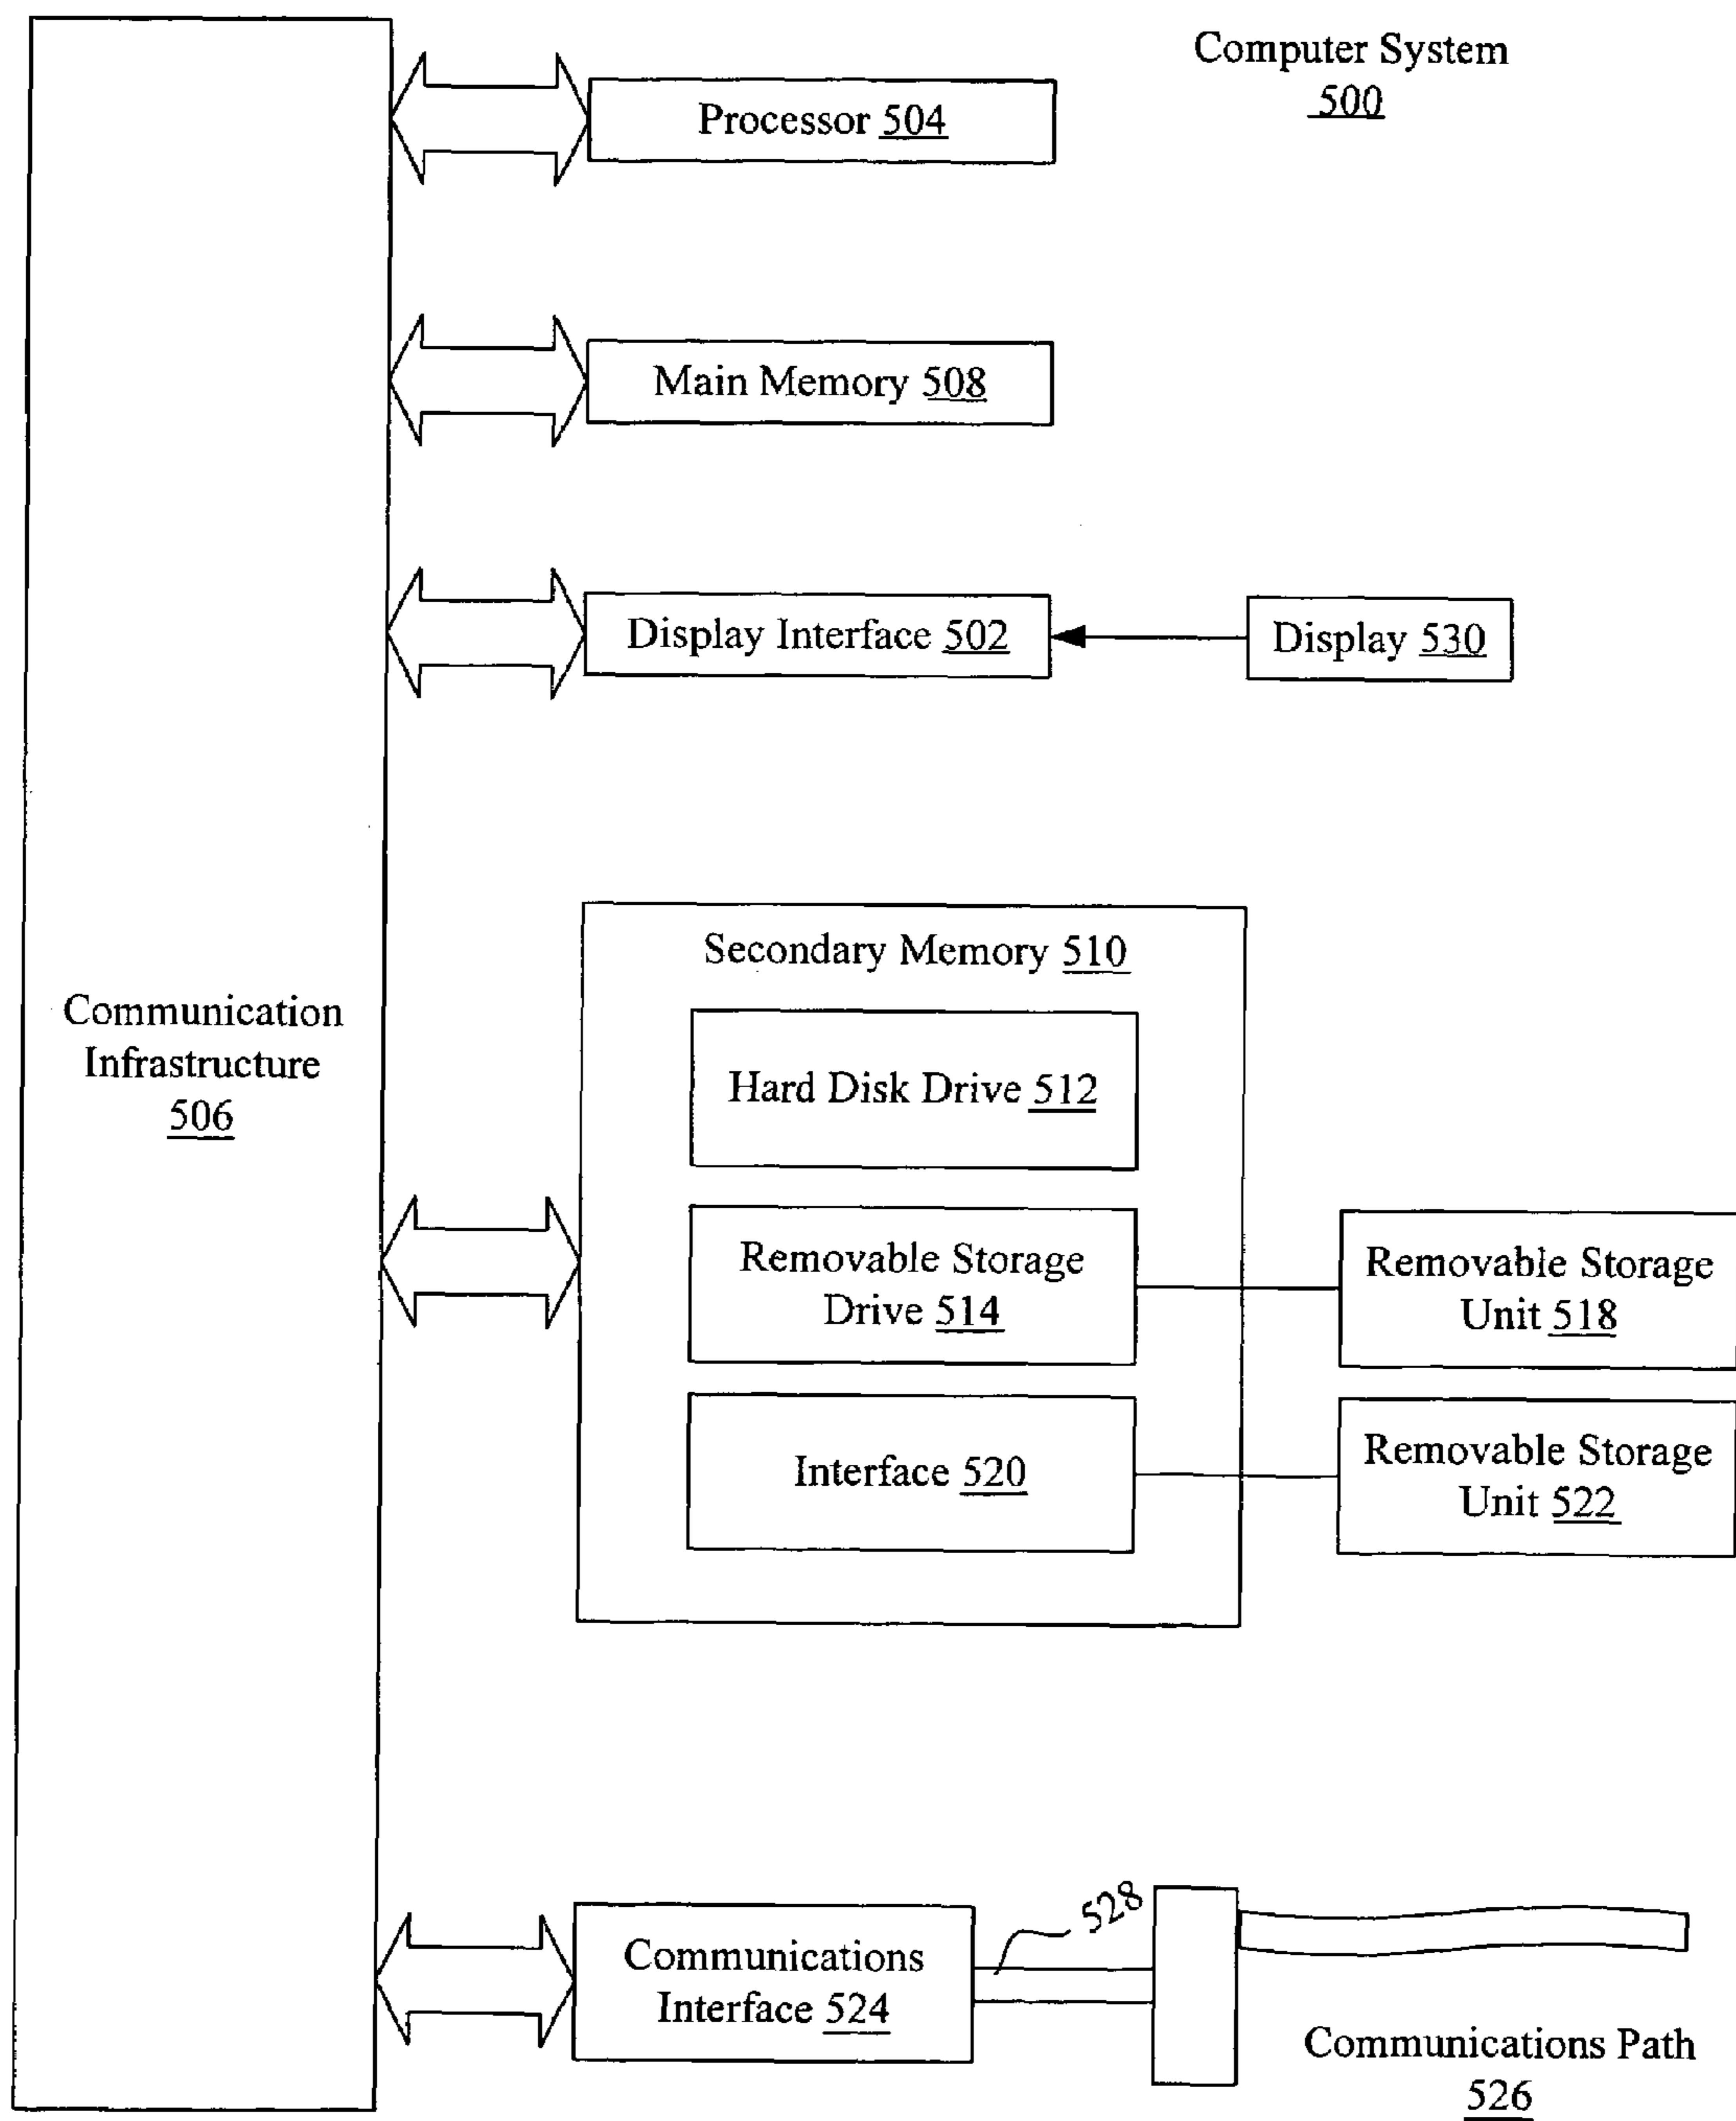 Computer System
500
Processor 504
Main Memory 508
Display Interface 502
Display 530
Secondary Memory 510
Communication
Infrastructure
506
Hard Disk Drive 512
Removable Storage
Drive 514
Removable Storage
Unit 518
Interface 520
Removable Storage
Unit 522
528
Communications
Interface 524
Communications Path
526